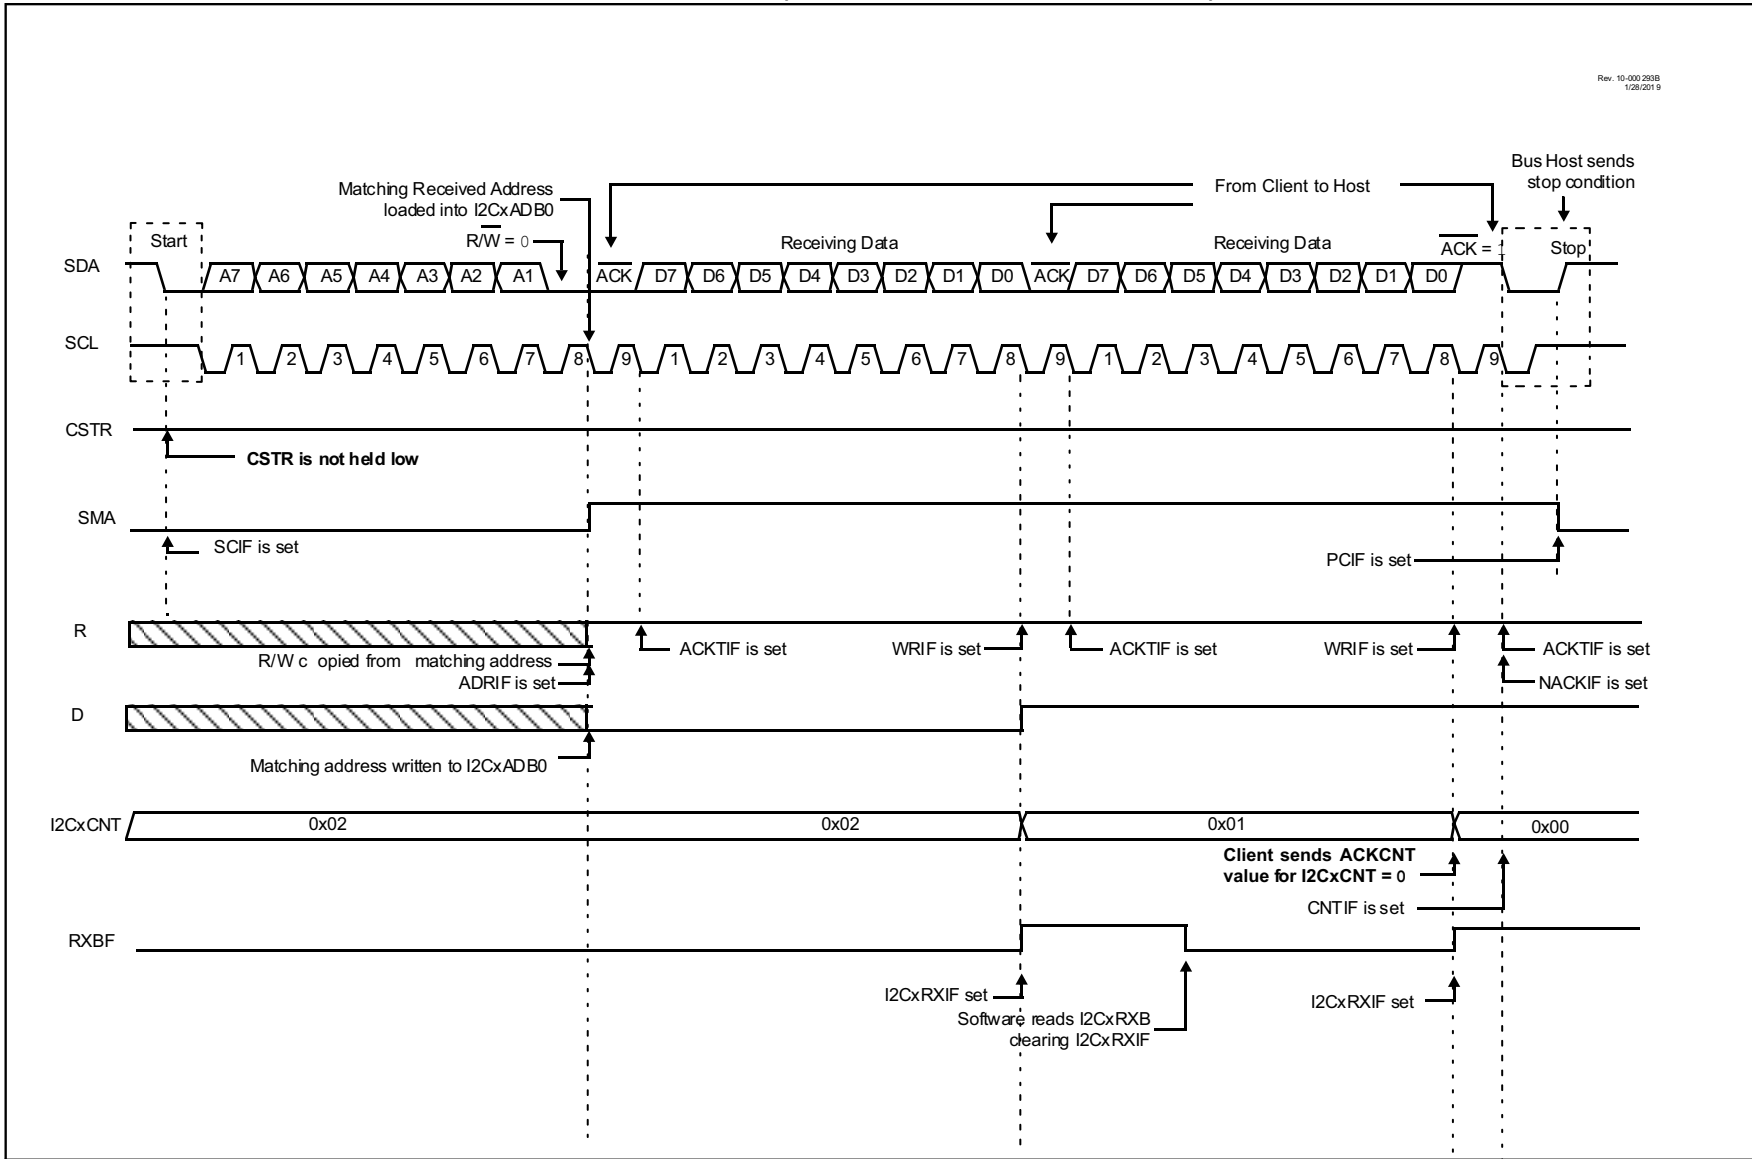 Rev. 10-000 293B
1/28/2019
Bus Host sends
stop condition
Matching Received Address
loaded into I2CxADB0
From Client to Host
R/W = 0
Start
Receiving Data
Receiving Data
ACK = 1
Stop
SDA
A7 A6 A5 A4 A3 A2 A1 ACK D7 D6 D5 D4 D3 D2 D1 D0 ACK D7 D6 D5 D4 D3 D2 D1 D0
SCL
1 2 3 4 5 6 7 8 9 1 2 3 4 5 6 7 8 9 1 2 3 4 5 6 7 8 9
CSTR
CSTR is not held low
SMA
SCIF is set
PCIF is set
R
ACKTIF is set
WRIF is set
ACKTIF is set
WRIF is set
ACKTIF is set
R/W c opied from matching address
ADRIF is set
NACKIF is set
D
Matching address written to I2CxADB0
I2CxCNT
0x02
0x02
0x01
0x00
Client sends ACKCNT
value for I2CxCNT = 0
CNTIF is set
RXBF
I2CxRXIF set
I2CxRXIF set
Software reads I2CxRXB
clearing I2CxRXIF